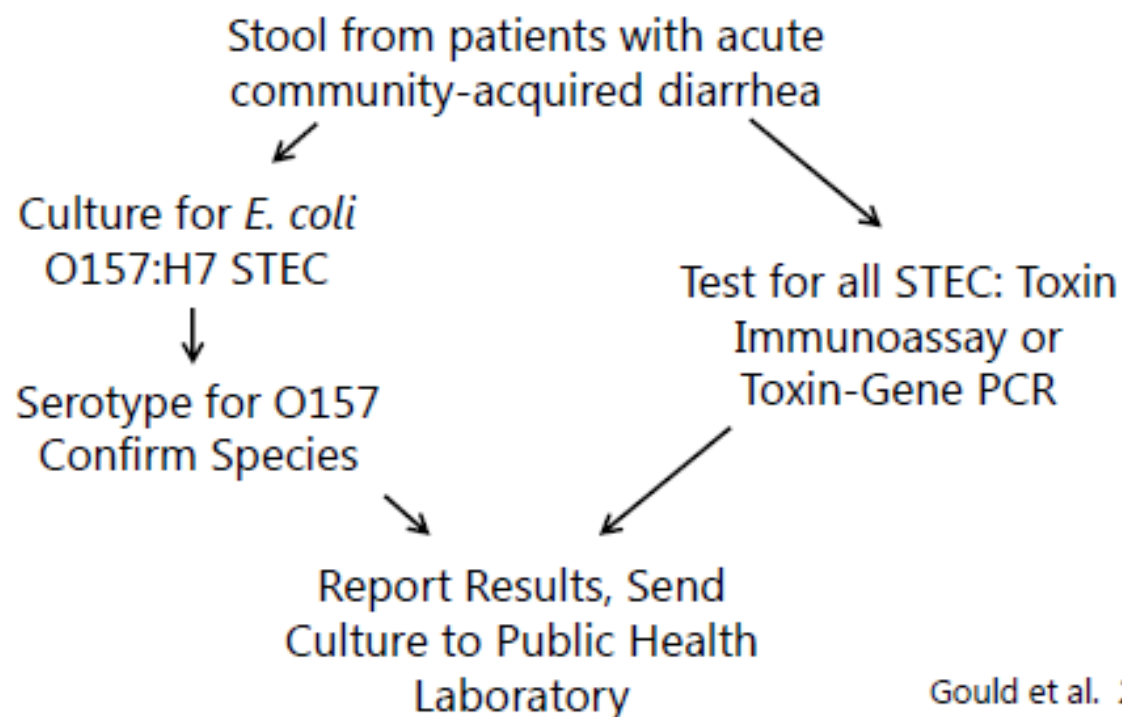 Stool from patients with acute
community-acquired diarrhea
Culture for E. coli
O157:H7 STEC
Test for all STEC: Toxin
Immunoassay or
Toxin-Gene PCR
Serotype for O157
Confirm Species
Report Results, Send
Culture to Public Health
Laboratory
Gould et al.